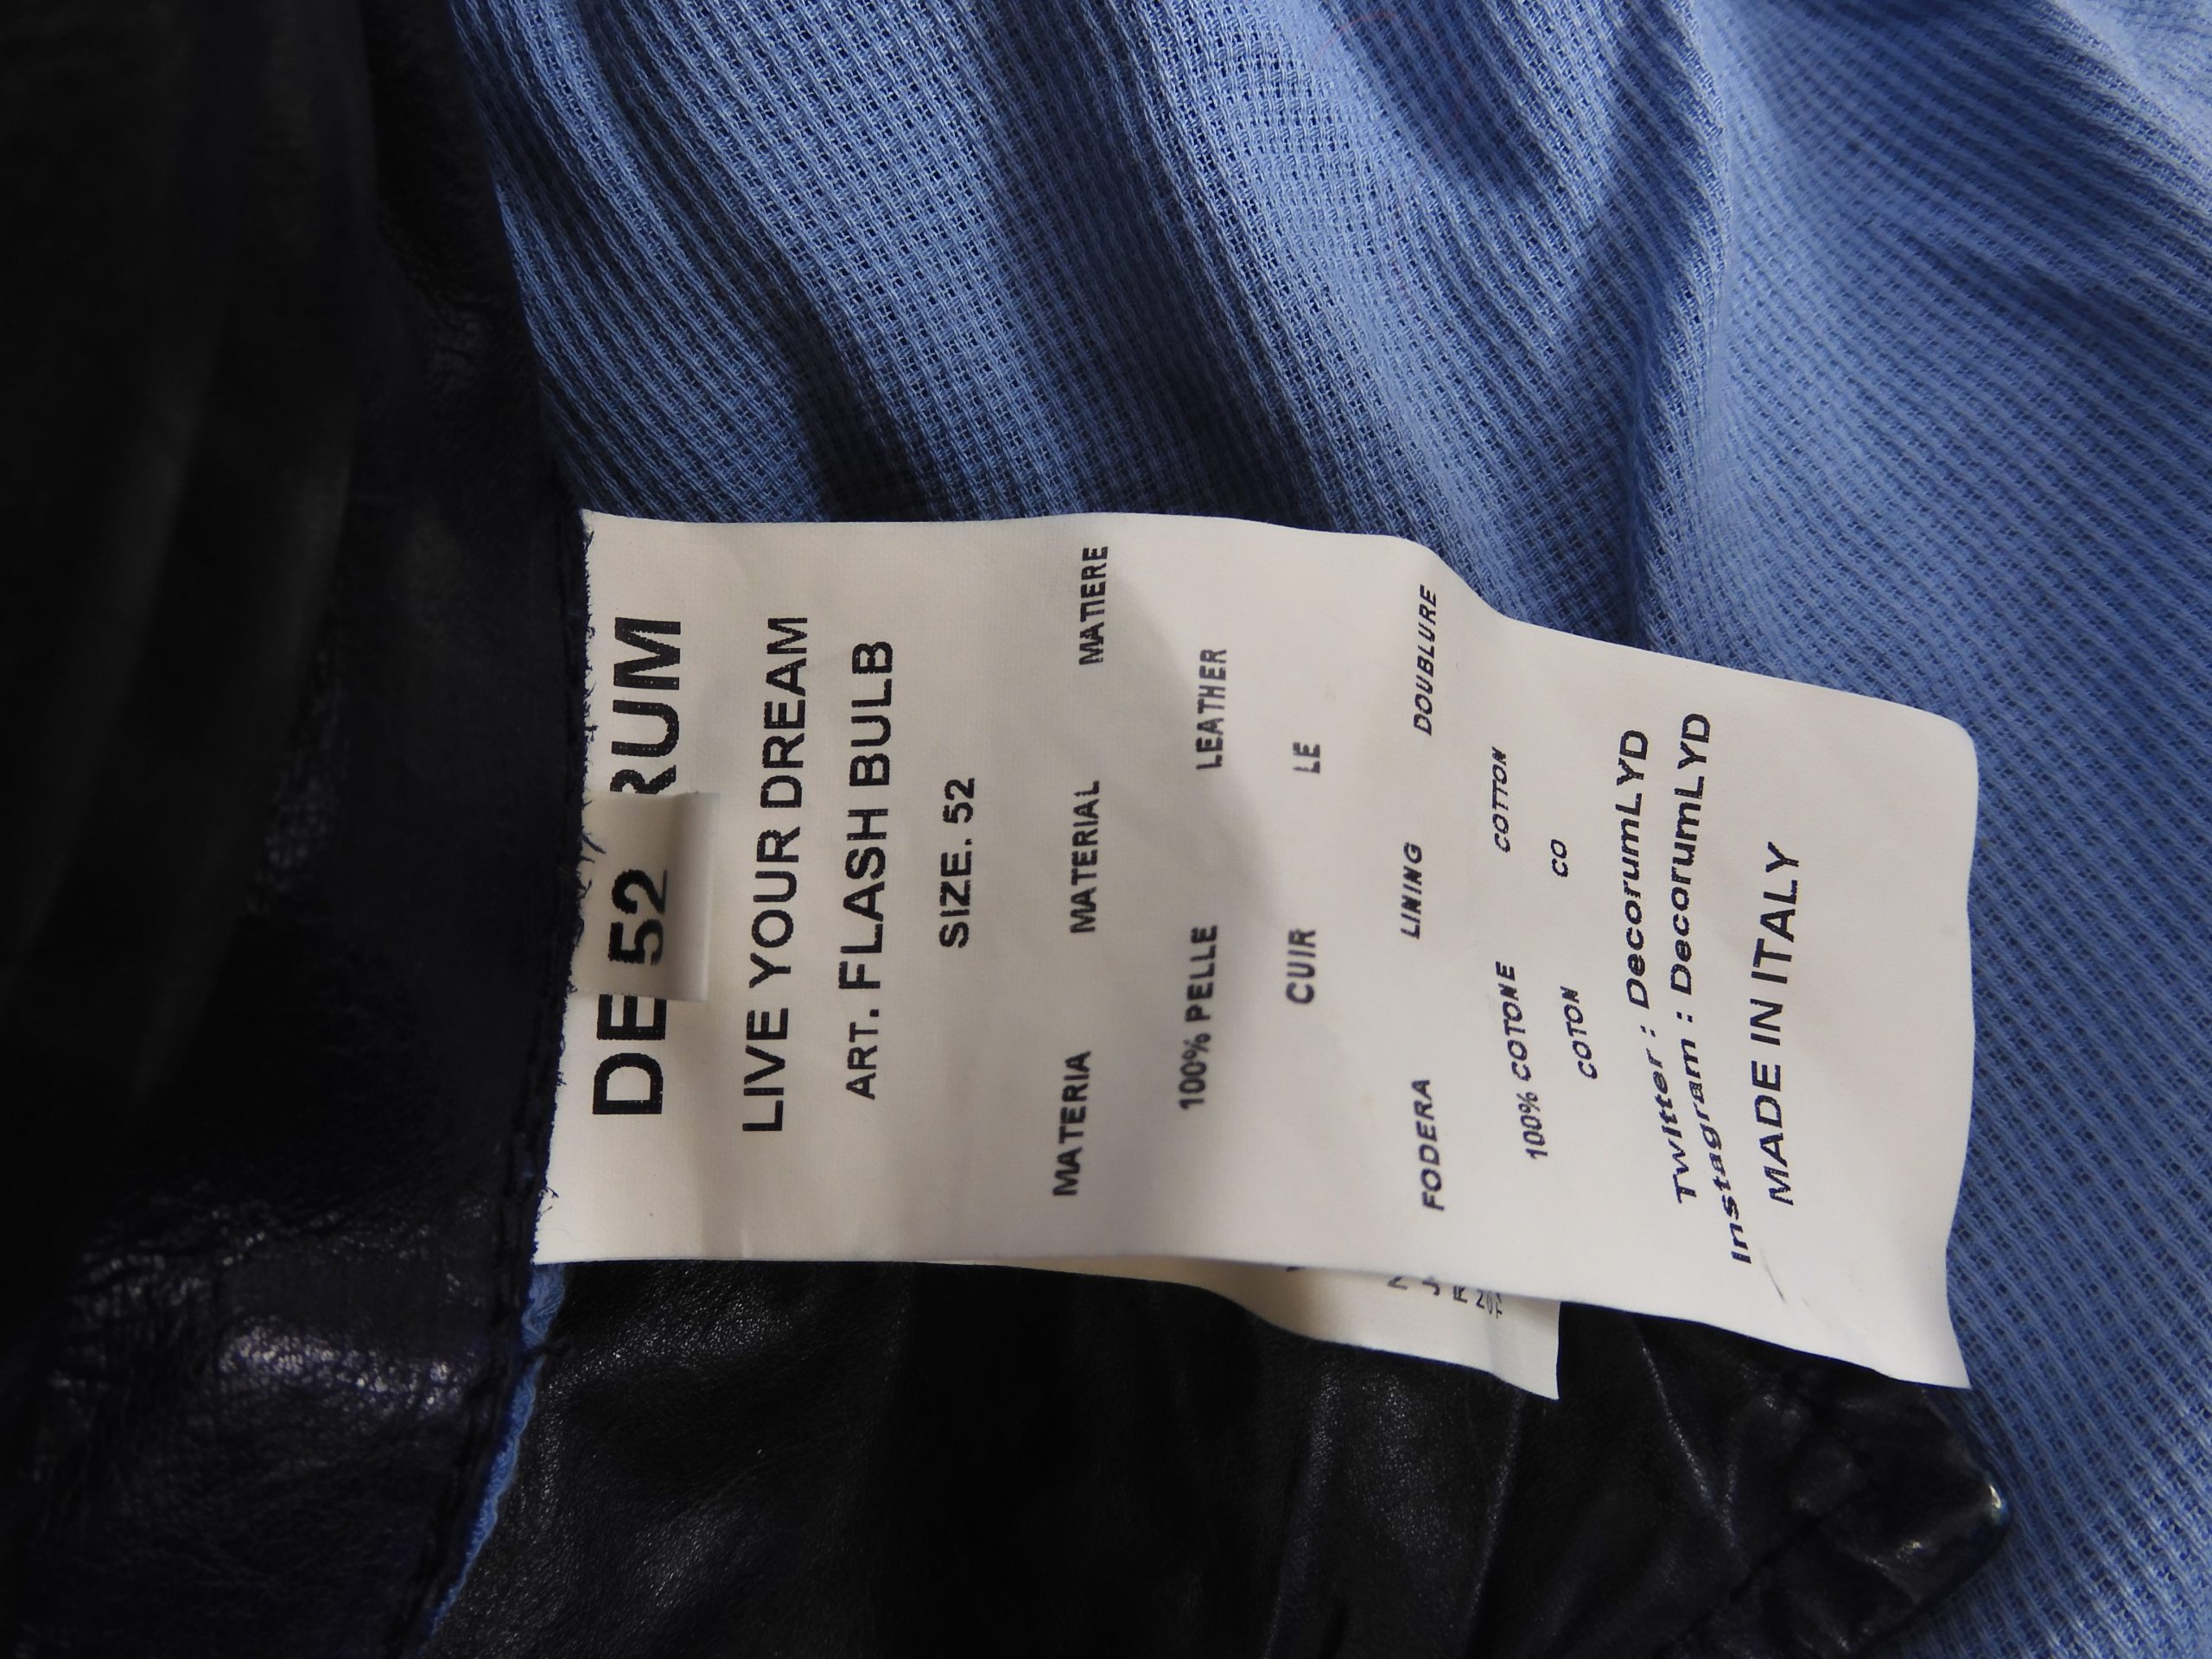 DE RUM
52
LIVE YOUR DREAM
ART. FLASH BULB
SIZE. 52
MATERIA MATERIAL MATIERE
100% PELLE LEATHER
CUIR LE
FODERA LINING DOUBLURE
100% COTONE COTTON
COTON CO
Twitter : DecorumLYD
Instagram : DecorumLYD
MADE IN ITALY